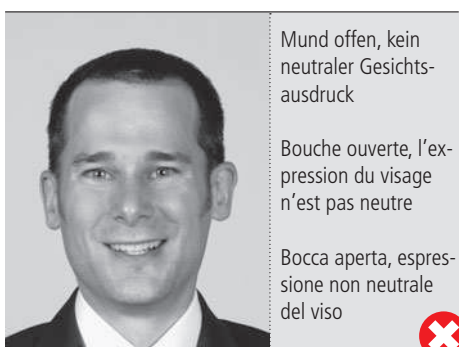 Mund offen, kein
neutraler Gesichts-
ausdruck
Bouche ouverte, l'ex-
pression du visage
n'est pas neutre
Bocca aperta, espres-
sione non neutrale
del viso